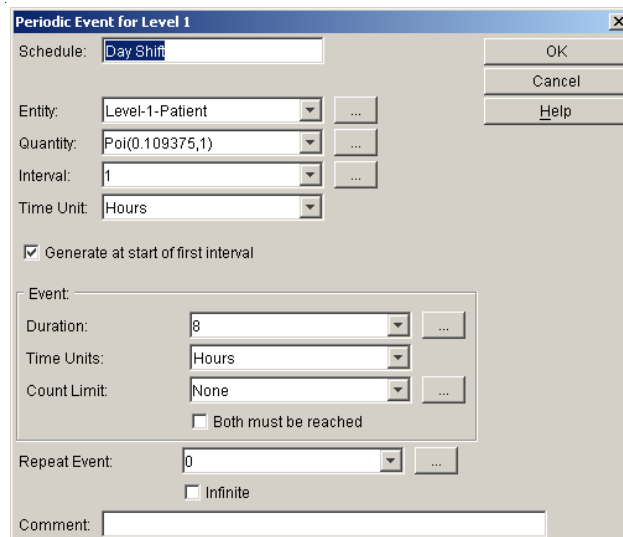 Periodic Event for Level 1
Schedule: Day Shift
OK
Cancel
Help
Entity: Level-1-Patient ...
Quantity: Poi(0.109375,1) ...
Interval: 1 ...
Time Unit: Hours
Generate at start of first interval
Event:
Duration: 8 ...
Time Units: Hours
Count Limit: None ...
Both must be reached
Repeat Event: 0 ...
Infinite
Comment: